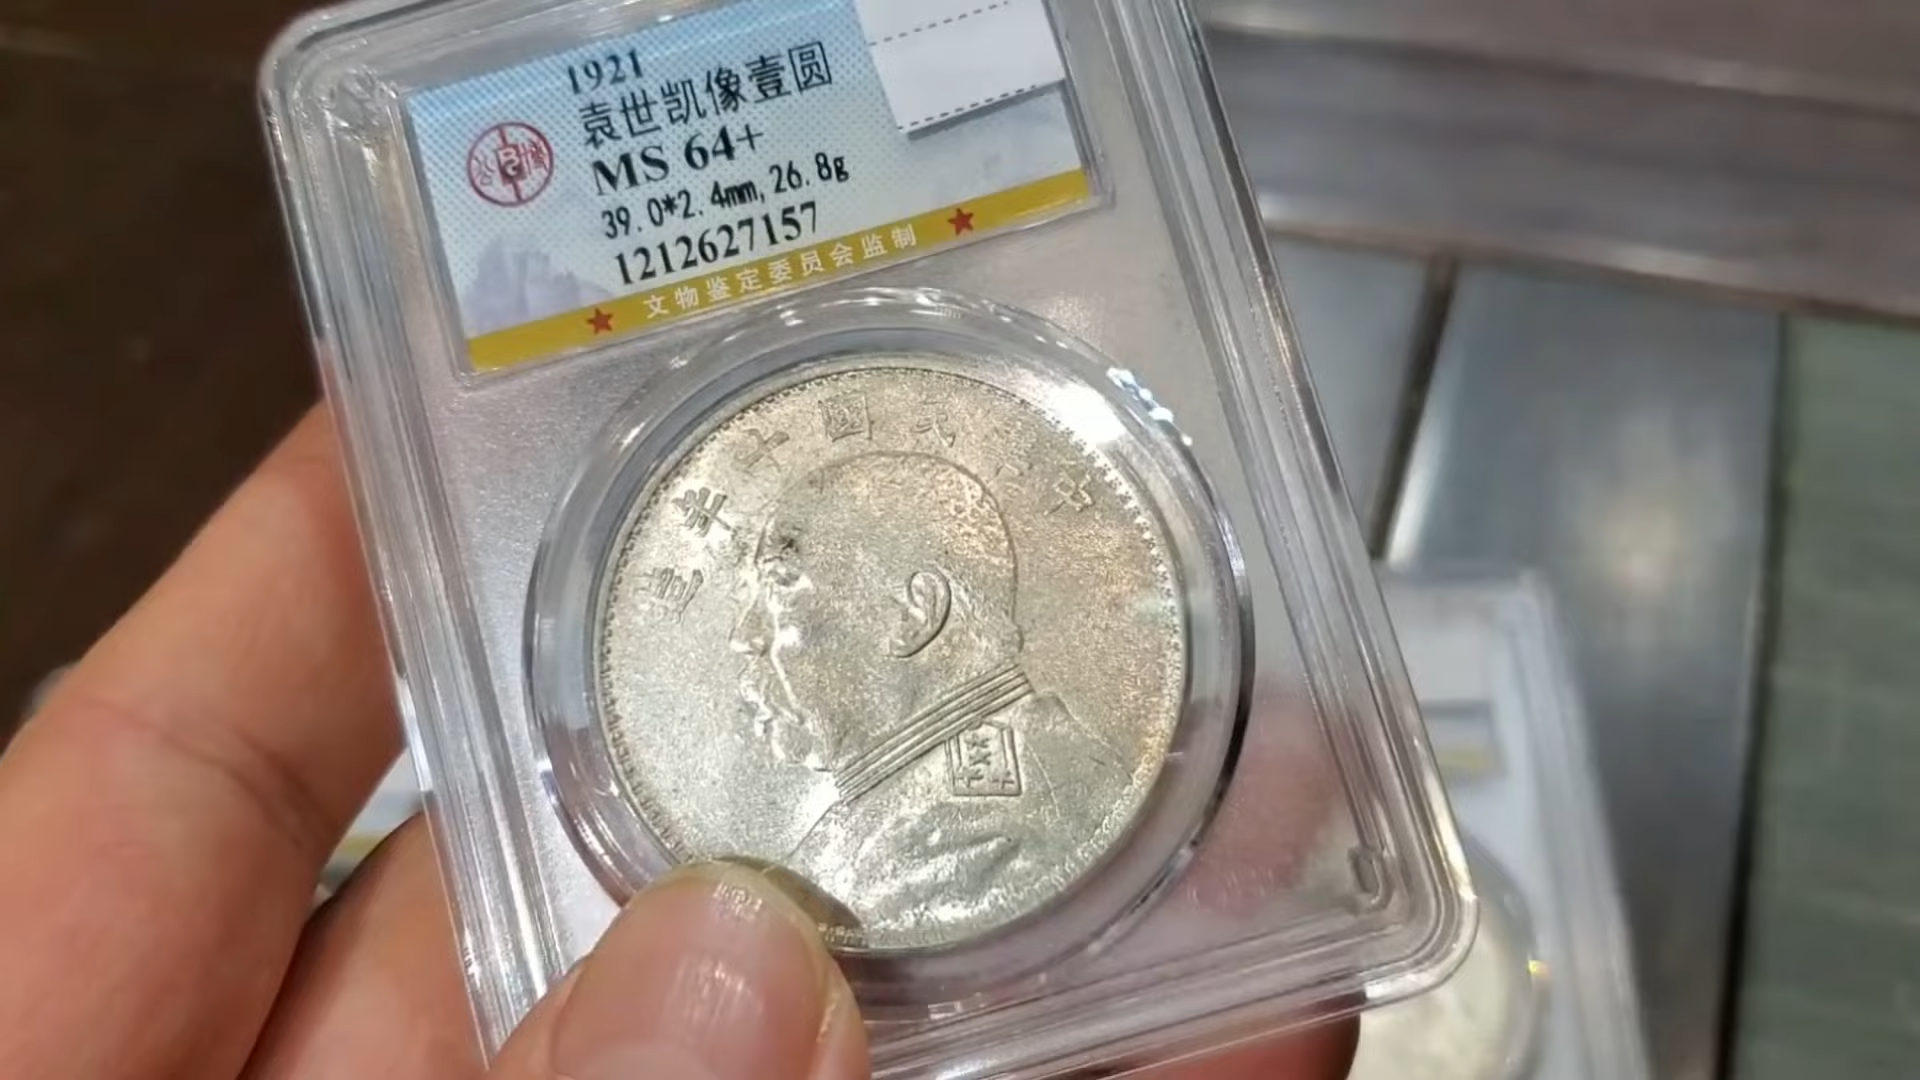 1921
袁世凯像壹圆
MS 64+
39.0*2.4mm,26.8g
1212627157
文物鉴定委员会监制
造年十國民華中